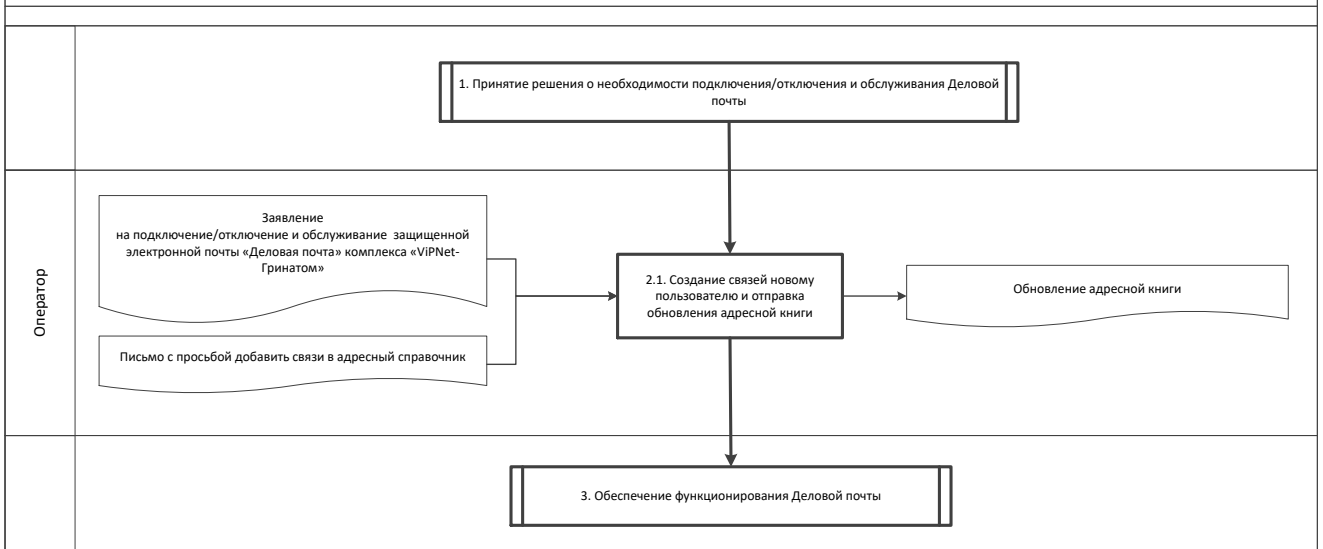 1. Принятие решения о необходимости подключения/отключения и обслуживания Деловой
почты
Оператор
Заявление
на подключение/отключение и обслуживание защищенной
электронной почты «Деловая почта» комплекса «ViPNet-
Гринатом»
Письмо с просьбой добавить связи в адресный справочник
2.1. Создание связей новому
пользователю и отправка
обновления адресной книги
Обновление адресной книги
3. Обеспечение функционирования Деловой почты